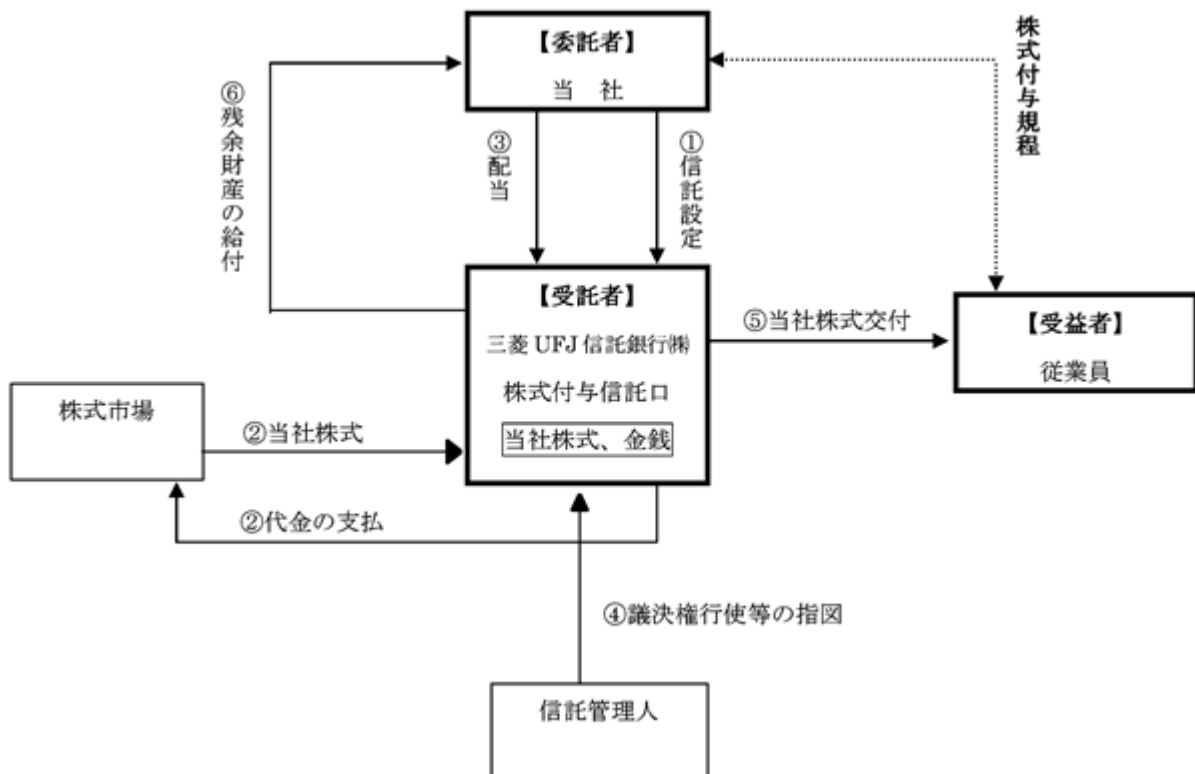 【委託者】
当 社
株式付与規程
⑥残余財産の給付
③配当
①信託設定
【受託者】
三菱 UFJ 信託銀行㈱
株式付与信託口
当社株式、金銭
⑤当社株式交付
【受益者】
従業員
株式市場
②当社株式
②代金の支払
④議決権行使等の指図
信託管理人